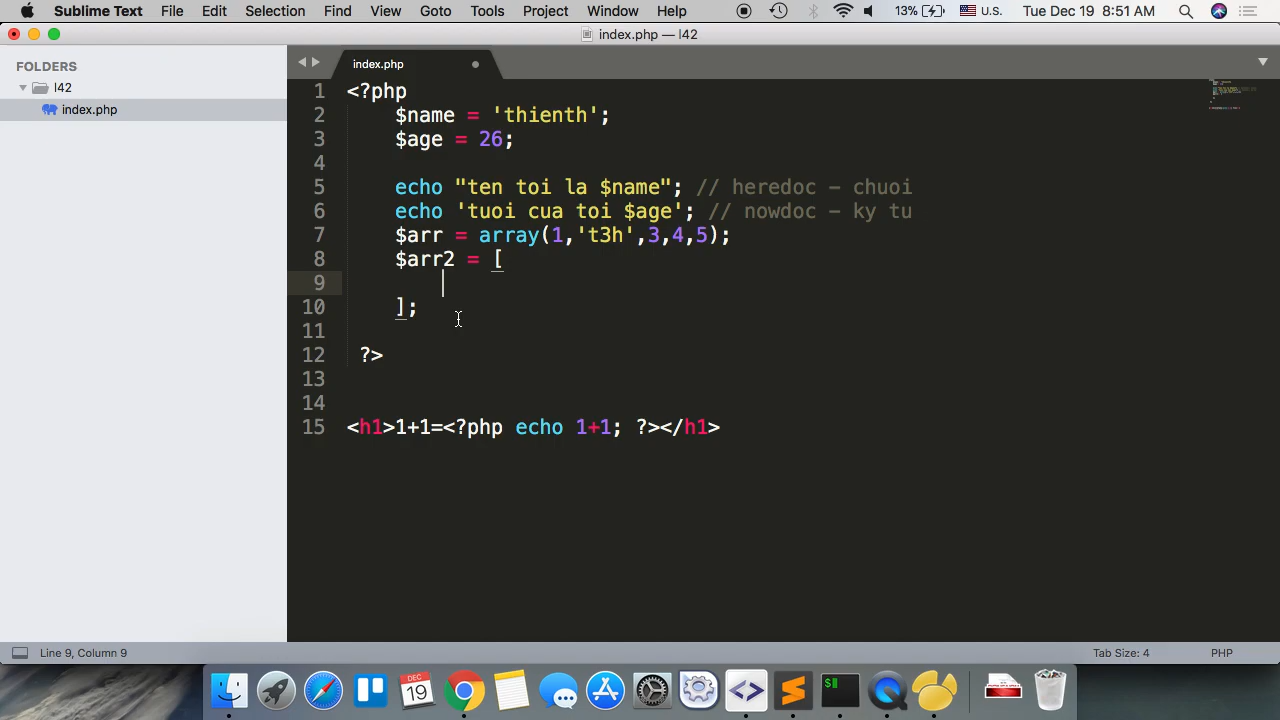 Sublime Text File Edit Selection Find View Goto Tools Project Window Help 13% U.S. Tue Dec 19 8:51 AM
index.php — l42
FOLDERS
l42
index.php
index.php
1 <?php
2 $name = 'thienth';
3 $age = 26;
4
5 echo "ten toi la $name"; // heredoc - chuoi
6 echo 'tuoi cua toi $age'; // nowdoc - ky tu
7 $arr = array(1,'t3h',3,4,5);
8 $arr2 = [
9
10 ];
11
12 ?>
13
14
15 <h1>1+1=<?php echo 1+1; ?></h1>
Line 9, Column 9 Tab Size: 4 PHP
DEC
19
$